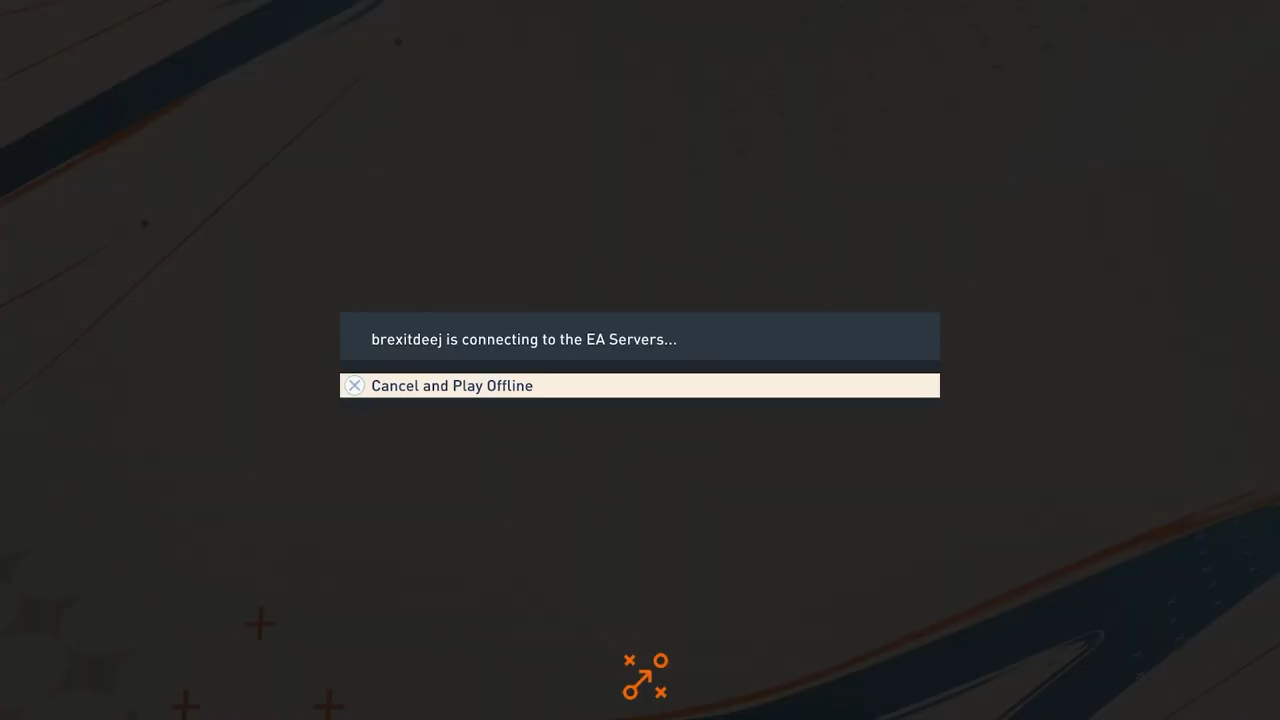 brexitdeej is connecting to the EA Servers...
Cancel and Play Offline